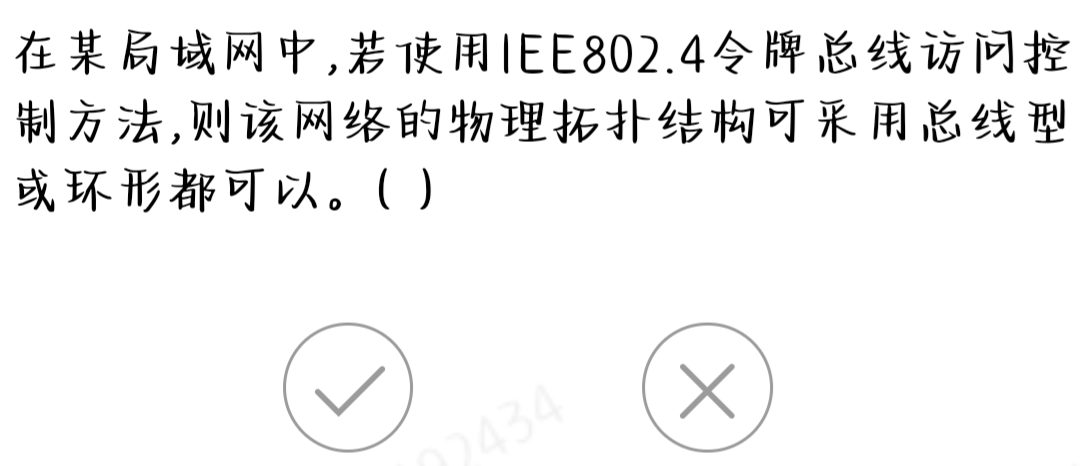 在某局域网中,若使用IEE802.4令牌总线访问控
制方法,则该网络的物理拓扑结构可采用总线型
或环形都可以。( )